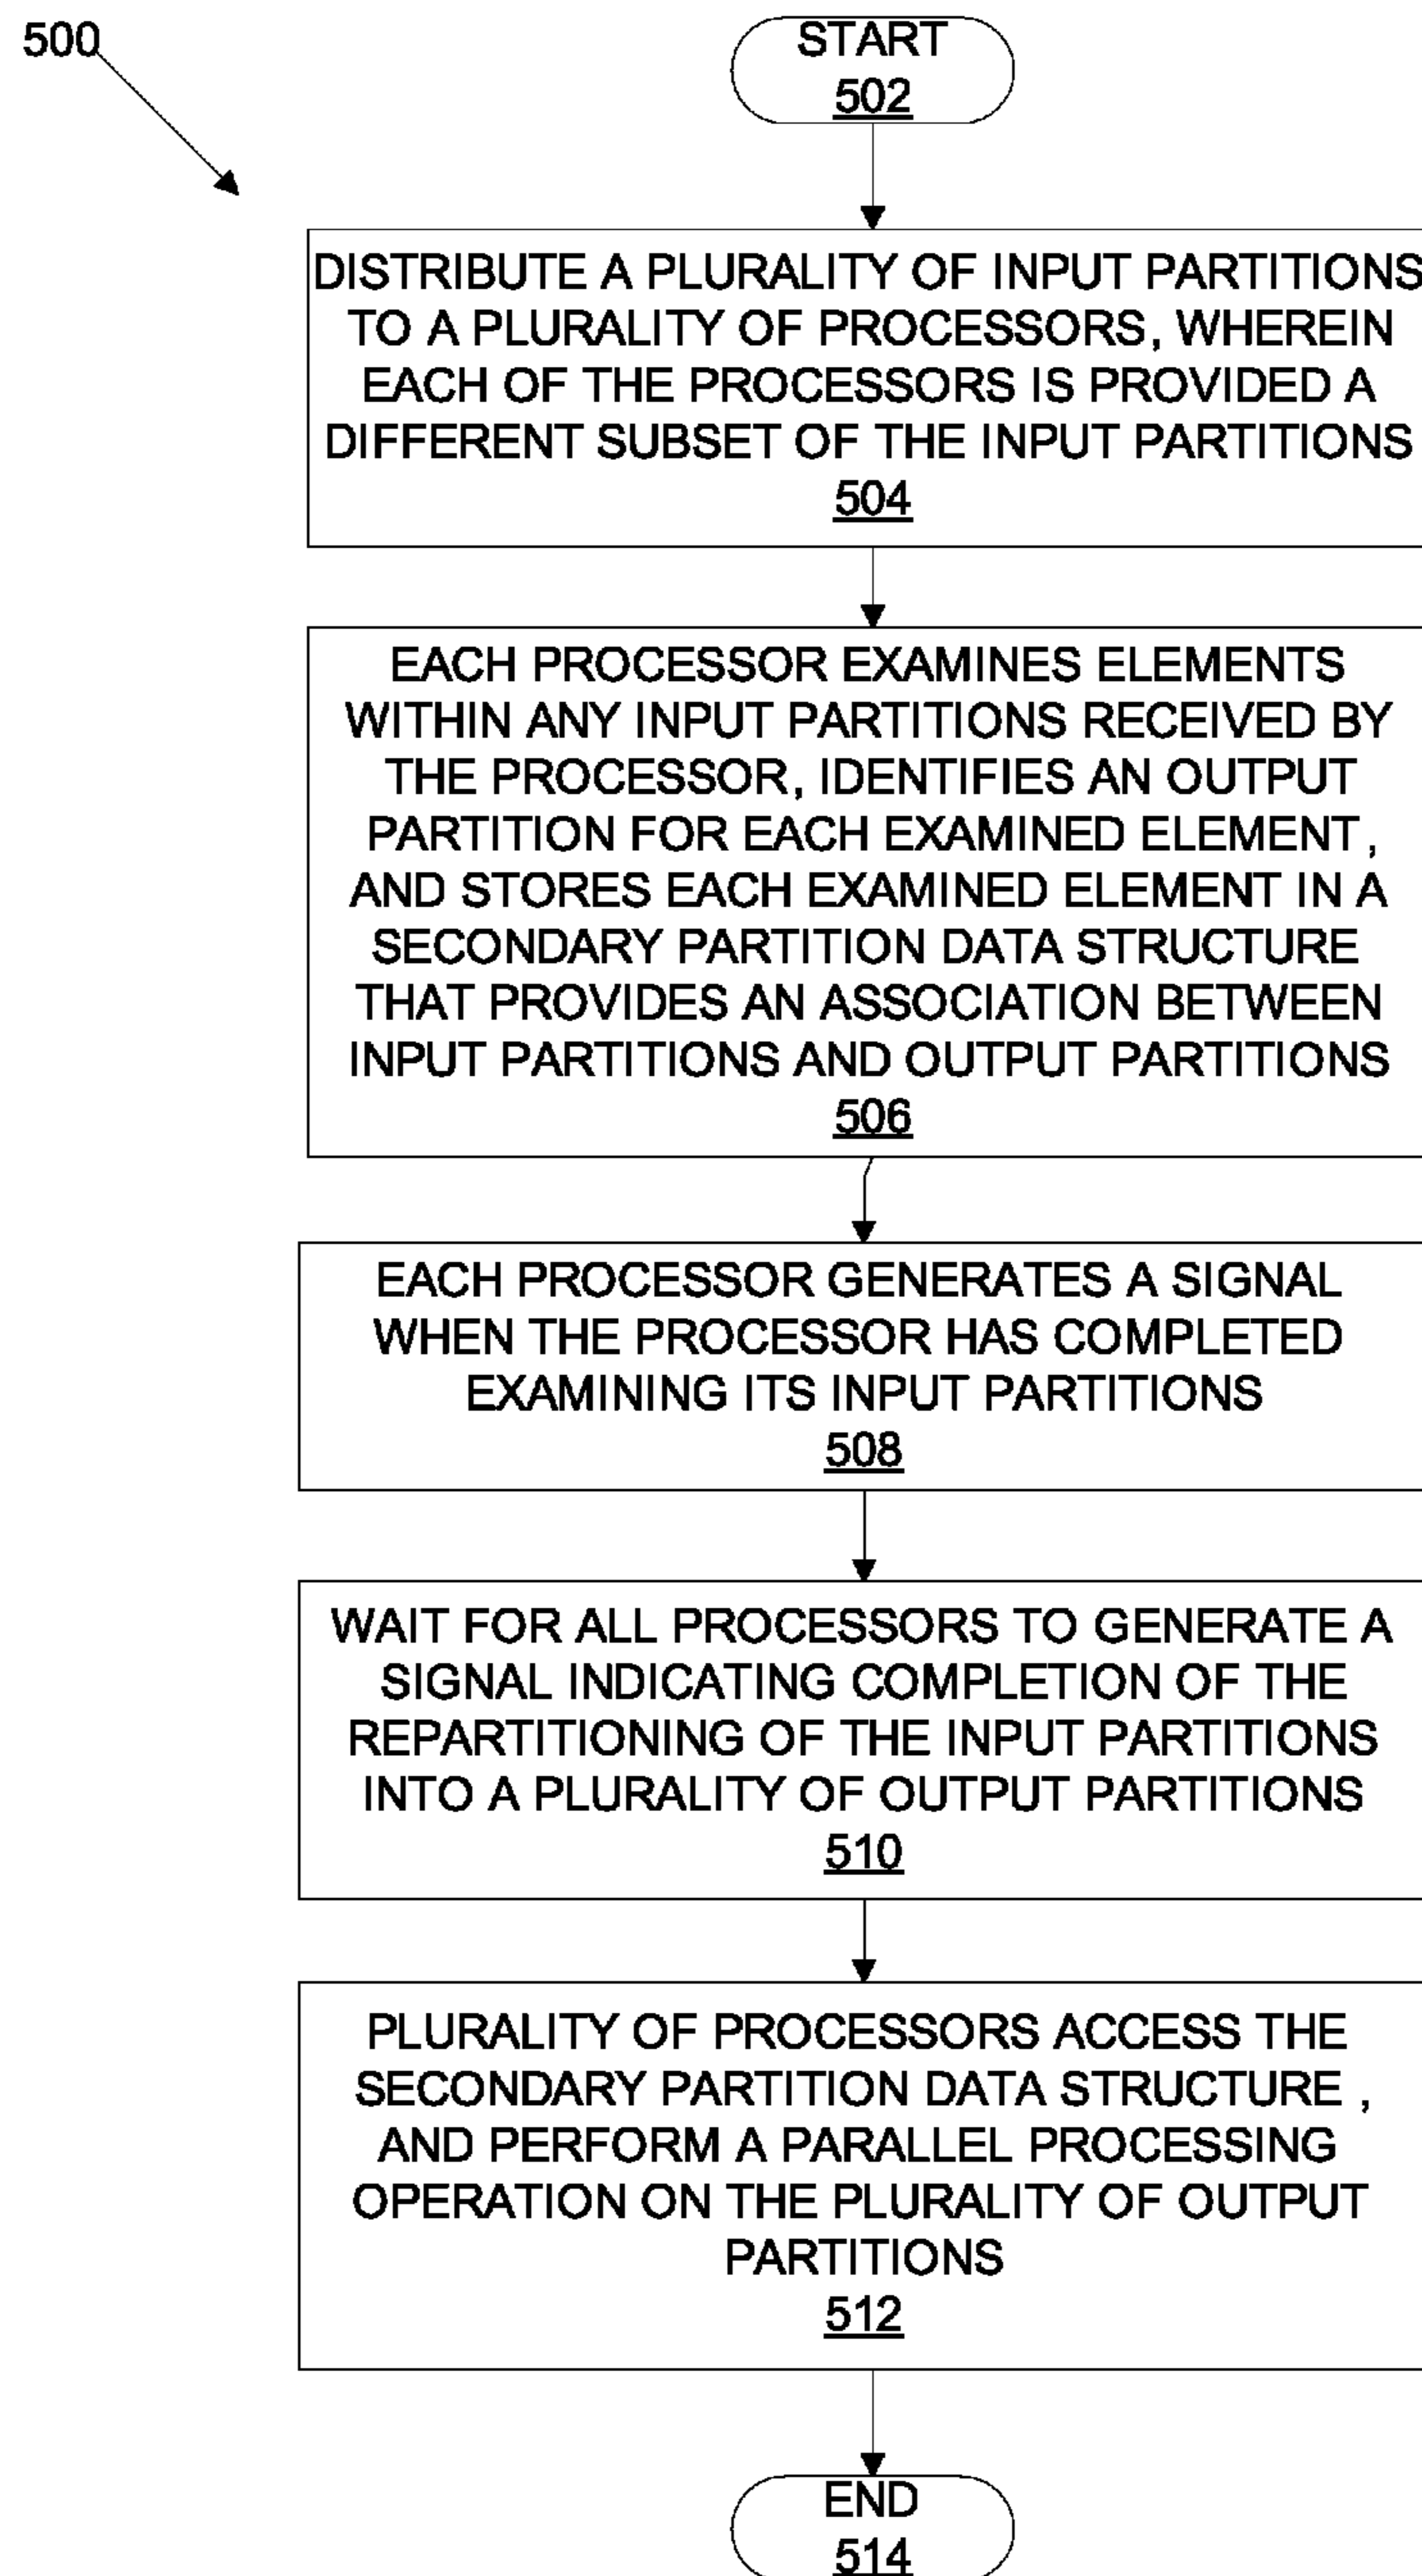 500
START
502
DISTRIBUTE A PLURALITY OF INPUT PARTITIONS
TO A PLURALITY OF PROCESSORS, WHEREIN
EACH OF THE PROCESSORS IS PROVIDED A
DIFFERENT SUBSET OF THE INPUT PARTITIONS
504
EACH PROCESSOR EXAMINES ELEMENTS
WITHIN ANY INPUT PARTITIONS RECEIVED BY
THE PROCESSOR, IDENTIFIES AN OUTPUT
PARTITION FOR EACH EXAMINED ELEMENT,
AND STORES EACH EXAMINED ELEMENT IN A
SECONDARY PARTITION DATA STRUCTURE
THAT PROVIDES AN ASSOCIATION BETWEEN
INPUT PARTITIONS AND OUTPUT PARTITIONS
506
EACH PROCESSOR GENERATES A SIGNAL
WHEN THE PROCESSOR HAS COMPLETED
EXAMINING ITS INPUT PARTITIONS
508
WAIT FOR ALL PROCESSORS TO GENERATE A
SIGNAL INDICATING COMPLETION OF THE
REPARTITIONING OF THE INPUT PARTITIONS
INTO A PLURALITY OF OUTPUT PARTITIONS
510
PLURALITY OF PROCESSORS ACCESS THE
SECONDARY PARTITION DATA STRUCTURE ,
AND PERFORM A PARALLEL PROCESSING
OPERATION ON THE PLURALITY OF OUTPUT
PARTITIONS
512
END
514